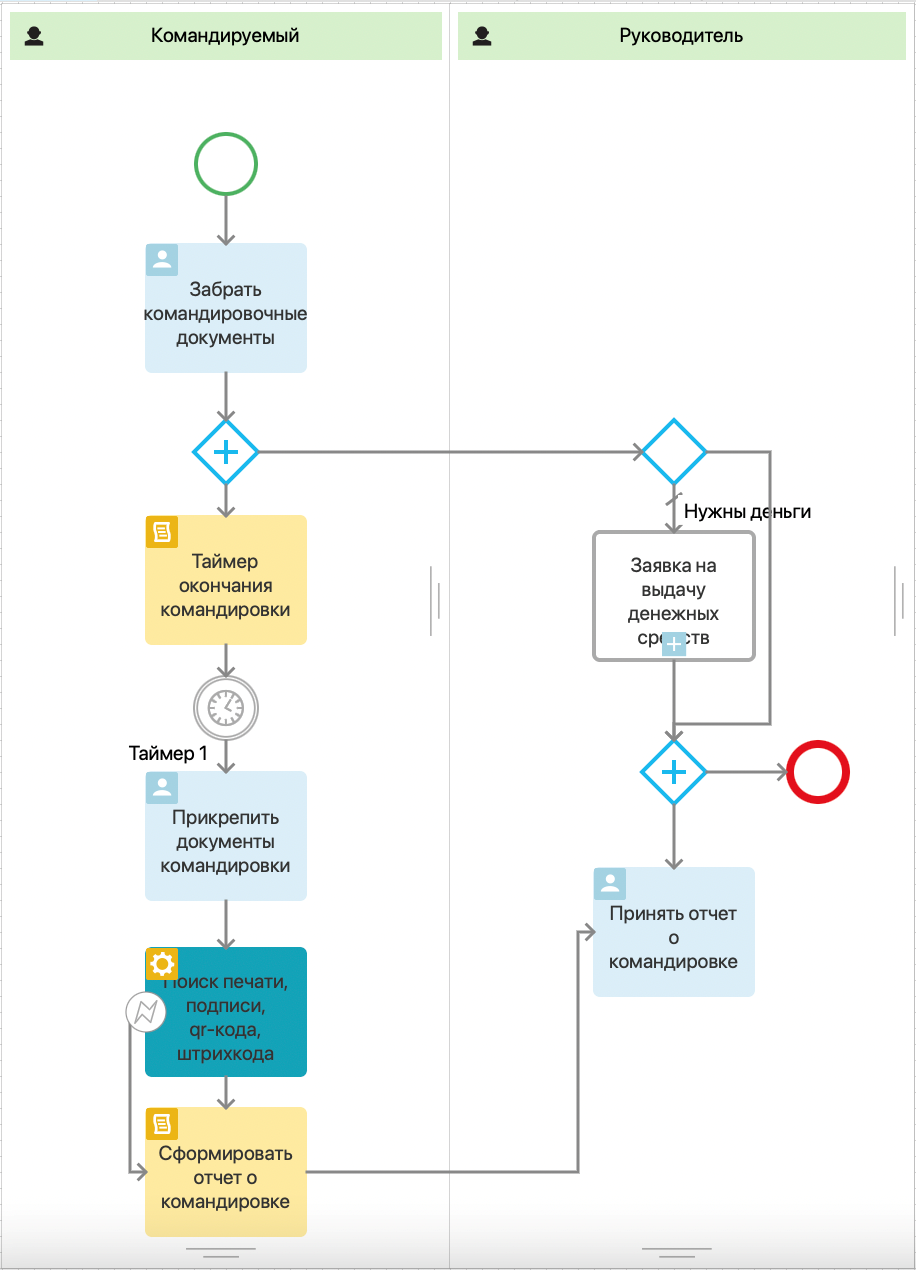 Командируемый
Руководитель
Забрать
командировочные
документы
Нужны деньги
Таймер
окончания
командировки
Заявка на
выдачу
денежных
средств
Таймер 1
Прикрепить
документы
командировки
Принять отчет
о
командировке
Поиск печати,
подписи,
qr-кода,
штрихкода
Сформировать
отчет о
командировке